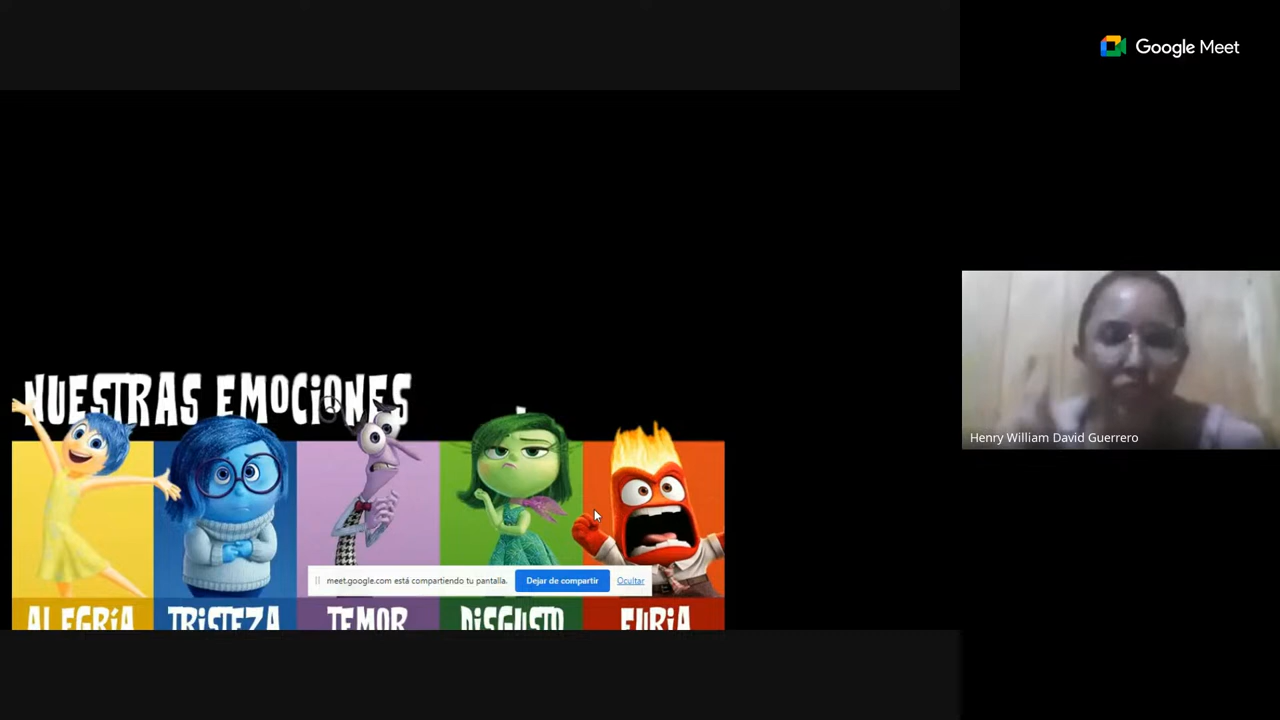 Google Meet
NUESTRAS EMOCIONES
Henry William David Guerrero
meet.google.com está compartiendo tu pantalla. Dejar de compartir Ocultar
ALEGRÍA TRISTEZA TEMOR DISGUSTO FURIA